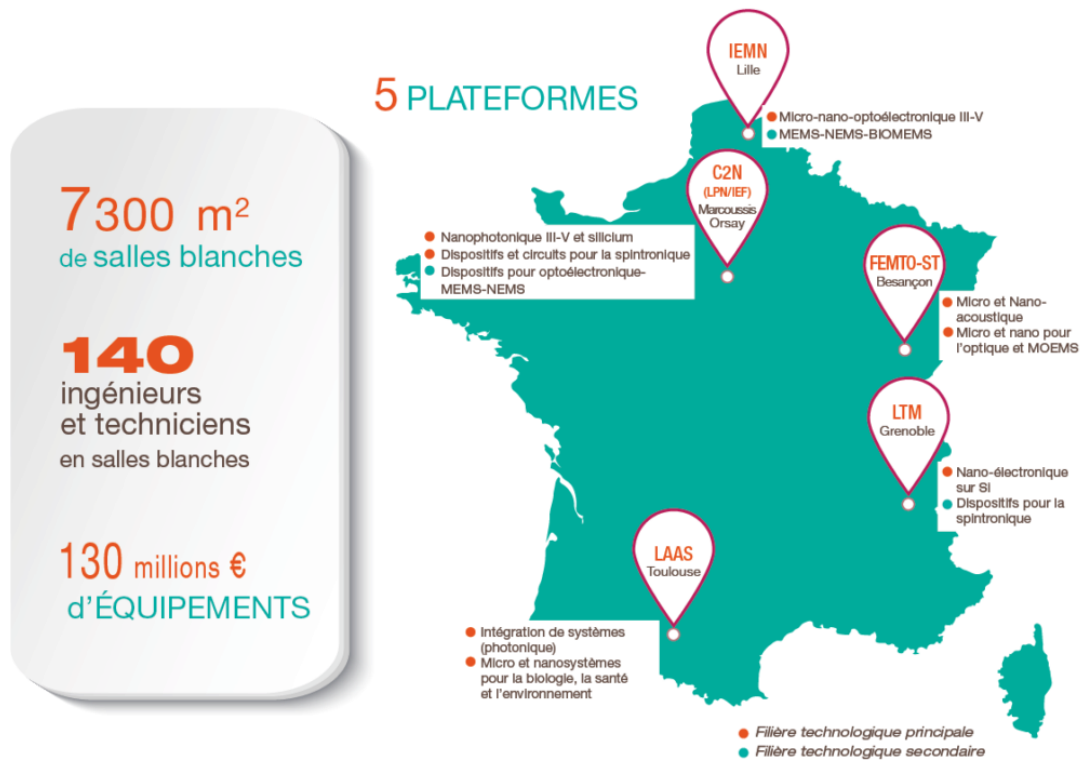 5 PLATEFORMES
7300 m²
de salles blanches
140
ingénieurs
et techniciens
en salles blanches
130 millions €
d'ÉQUIPEMENTS
IEMN
Lille
Micro-nano-optoélectronique III-V
MEMS-NEMS-BIOMEMS
C2N
(LPN/IEF)
Marcoussis
Orsay
Nanophotonique III-V et silicium
Dispositifs et circuits pour la spintronique
Dispositifs pour optoélectronique-
MEMS-NEMS
FEMTO-ST
Besançon
Micro et Nano-
acoustique
Micro et nano pour
l'optique et MOEMS
LTM
Grenoble
Nano-électronique
sur Si
Dispositifs pour la
spintronique
LAAS
Toulouse
Intégration de systèmes
(photonique)
Micro et nanosystèmes
pour la biologie, la santé
et l'environnement
Filière technologique principale
Filière technologique secondaire